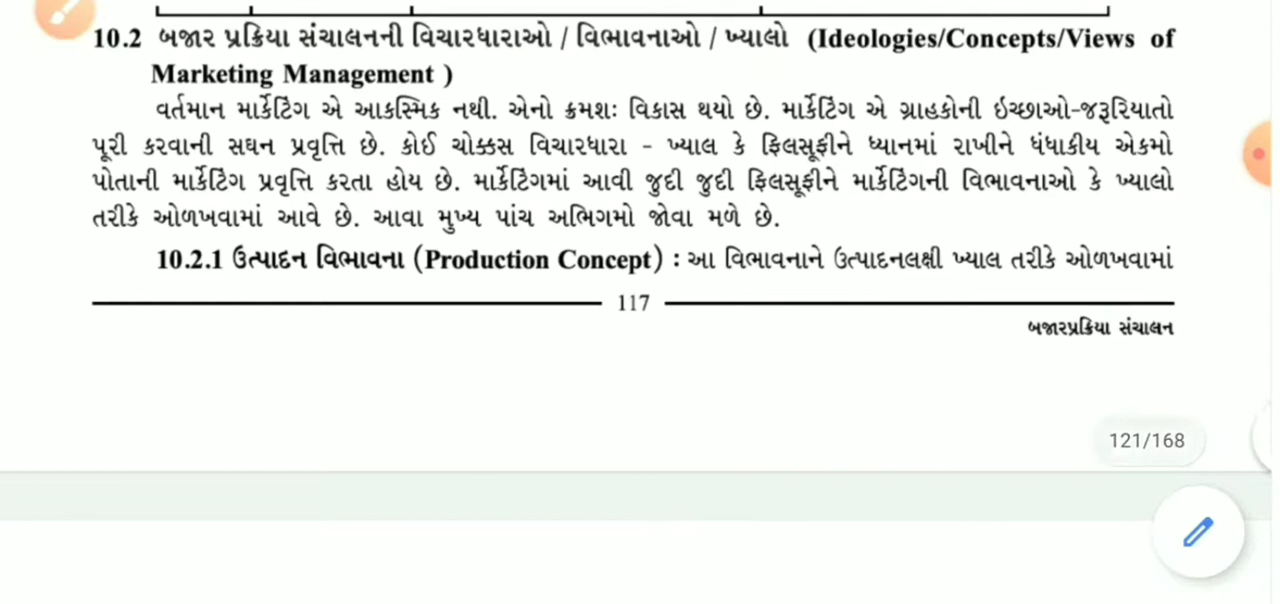 10.2 બજાર પ્રક્રિયા સંચાલનની વિચારધારાઓ / વિભાવનાઓ / ખ્યાલો (Ideologies/Concepts/Views of
Marketing Management )
વર્તમાન માર્કેટિંગ એ આકસ્મિક નથી. એનો ક્રમશઃ વિકાસ થયો છે. માર્કેટિંગ એ ગ્રાહકોની ઇચ્છાઓ-જરૂરિયાતો
પૂરી કરવાની સઘન પ્રવૃત્તિ છે. કોઈ ચોક્કસ વિચારધારા - ખ્યાલ કે ફિલસૂફીને ધ્યાનમાં રાખીને ધંધાકીય એકમો
પોતાની માર્કેટિંગ પ્રવૃત્તિ કરતા હોય છે. માર્કેટિંગમાં આવી જુદી જુદી ફિલસૂફીને માર્કેટિંગની વિભાવનાઓ કે ખ્યાલો
તરીકે ઓળખવામાં આવે છે. આવા મુખ્ય પાંચ અભિગમો જોવા મળે છે.
10.2.1 ઉત્પાદન વિભાવના (Production Concept) : આ વિભાવનાને ઉત્પાદનલક્ષી ખ્યાલ તરીકે ઓળખવામાં
117
બજારપ્રક્રિયા સંચાલન
121/168